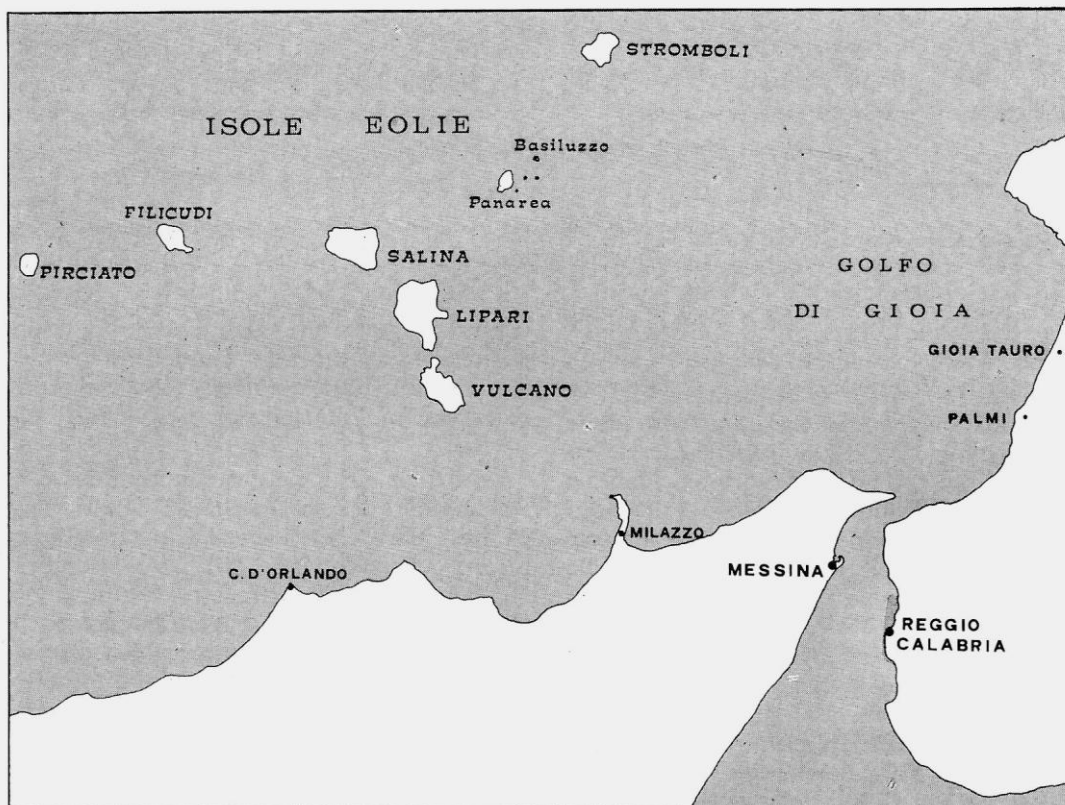 STROMBOLI
ISOLE EOLIE
Basiluzzo
Panarea
FILICUDI
PIRCIATO
SALINA
LIPARI
VULCANO
GOLFO
DI GIOIA
GIOIA TAURO
PALMI
MILAZZO
C. D'ORLANDO
MESSINA
REGGIO
CALABRIA